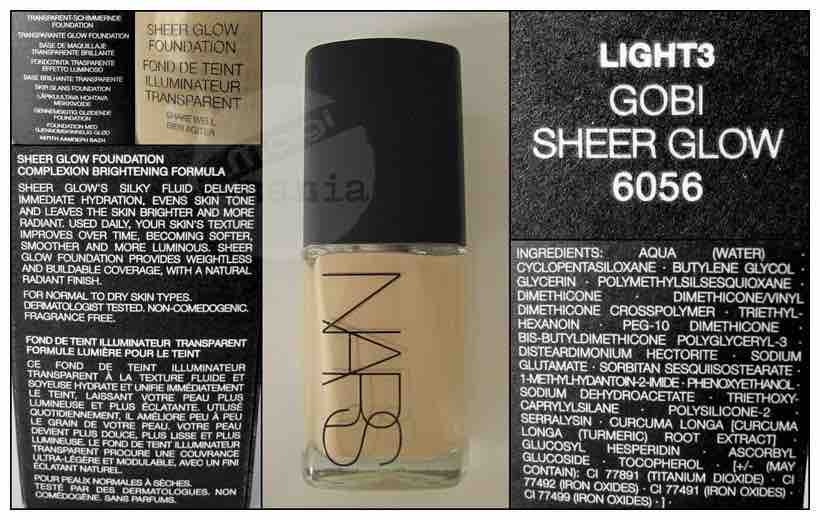 TRANSPARENT-SCHIMMERNDE
FOUNDATION
TRANSPARANTE GLOW FOUNDATION
BASE DE MAQUILLAJE
TRANSPARENTE BRILLANTE
FONDOTINTA TRASPARENTE
EFFETTO LUMINOSO
BASE BRILHANTE TRANSPARENTE
SKIN GLANS FOUNDATION
LÄPIKUULTAVA HOHTAVA
MEIKKIVOIDE
FOUNDATION MED
SHEER GLOW
FOUNDATION
FOND DE TEINT
ILLUMINATEUR
TRANSPARENT
SHAKE WELL
BIEN AGITER
SHEER GLOW FOUNDATION
COMPLEXION BRIGHTENING FORMULA
SHEER GLOW'S SILKY FLUID DELIVERS
IMMEDIATE HYDRATION, EVENS SKIN TONE
AND LEAVES THE SKIN BRIGHTER AND MORE
RADIANT. USED DAILY, YOUR SKIN'S TEXTURE
IMPROVES OVER TIME, BECOMING SOFTER,
SMOOTHER AND MORE LUMINOUS. SHEER
GLOW FOUNDATION PROVIDES WEIGHTLESS
AND BUILDABLE COVERAGE, WITH A NATURAL
RADIANT FINISH.
FOR NORMAL TO DRY SKIN TYPES.
DERMATOLOGIST TESTED. NON-COMEDOGENIC.
FRAGRANCE FREE.
FOND DE TEINT ILLUMINATEUR TRANSPARENT
FORMULE LUMIÈRE POUR LE TEINT
CE FOND DE TEINT ILLUMINATEUR
TRANSPARENT À LA TEXTURE FLUIDE ET
SOYEUSE HYDRATE ET UNIFIE IMMÉDIATEMENT
LE TEINT, LAISSANT VOTRE PEAU PLUS
LUMINEUSE ET PLUS ÉCLATANTE. UTILISÉ
QUOTIDIENNEMENT, IL AMÉLIORE PEU À PEU
LE GRAIN DE VOTRE PEAU. VOTRE PEAU
DEVIENT PLUS DOUCE, PLUS LISSE ET PLUS
LUMINEUSE. LE FOND DE TEINT ILLUMINATEUR
TRANSPARENT PROCURE UNE COUVRANCE
ULTRA-LÉGÈRE ET MODULABLE, AVEC UN FINI
ÉCLATANT NATUREL.
POUR PEAUX NORMALES À SÈCHES.
TESTÉ PAR DES DERMATOLOGUES. NON
COMÉDOGÈNE. SANS PARFUMS.
NARS
LIGHT3
GOBI
SHEER GLOW
6056
INGREDIENTS: AQUA (WATER) ·
CYCLOPENTASILOXANE · BUTYLENE GLYCOL ·
GLYCERIN · POLYMETHYLSILSESQUIOXANE ·
DIMETHICONE · DIMETHICONE/VINYL
DIMETHICONE CROSSPOLYMER · TRIETHYL-
HEXANOIN · PEG-10 DIMETHICONE ·
BIS-BUTYLDIMETHICONE POLYGLYCERYL-3 ·
DISTEARDIMONIUM HECTORITE · SODIUM
GLUTAMATE · SORBITAN SESQUIISOSTEARATE ·
1-METHYLHYDANTOIN-2-IMIDE · PHENOXYETHANOL ·
SODIUM DEHYDROACETATE · TRIETHOXY-
CAPRYLYLSILANE · POLYSILICONE-2 ·
SERRALYSIN · CURCUMA LONGA [CURCUMA
LONGA (TURMERIC) ROOT EXTRACT] ·
GLUCOSYL HESPERIDIN · ASCORBYL
GLUCOSIDE · TOCOPHEROL · [+/- (MAY
CONTAIN): CI 77891 (TITANIUM DIOXIDE) · CI
77492 (IRON OXIDES) · CI 77491 (IRON OXIDES) ·
CI 77499 (IRON OXIDES) · ] ·